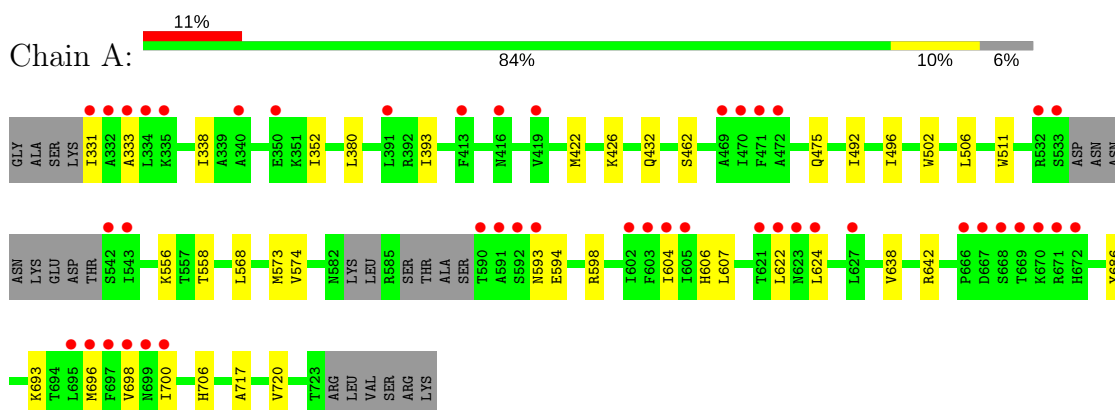 11%
Chain A:
84% 10% 6%
GLY ALA SER LYS I331 A332 A333 L334 K335 I338 A339 A340 E350 K351 I352 L380 L391 R392 I393 F413 N416 V419 M422 K426 Q432 S462 A469 I470 F471 A472 Q475 I492 I496 W502 L506 W511 R532 S533 ASP ASN ASN
ASN LYS GLU ASP THR S542 I543 K556 T557 T558 L568 M573 V574 N582 LYS LEU R585 SER THR ALA SER T590 A591 S592 N593 E594 R598 I602 F603 I604 I605 H606 L607 T621 L622 N623 L624 L627 V638 R642 P666 D667 S668 T669 K670 R671 H672 Y686
K693 T694 L695 M696 F697 V698 N699 I700 H706 A717 V720 T723 ARG LEU VAL SER ARG LYS